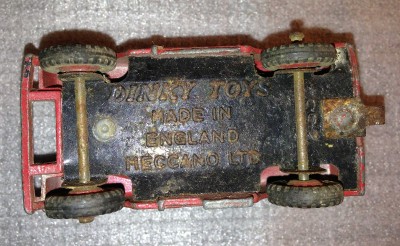 DINKY TOYS
MADE IN
ENGLAND
MECCANO LTD